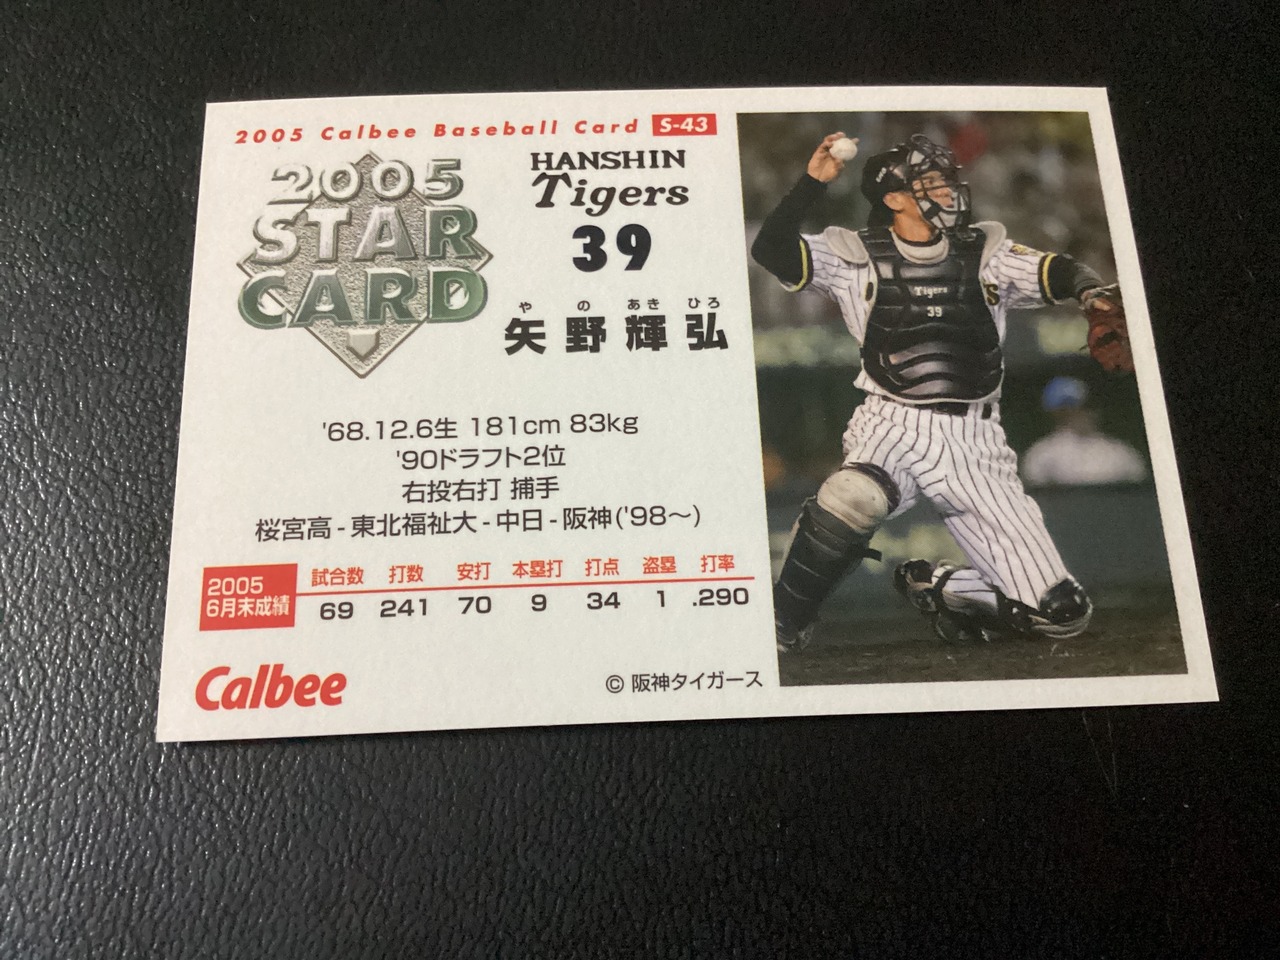 2005 Calbee Baseball Card S-43
2005
STAR
CARD
HANSHIN
Tigers
39
や の あき ひろ
矢野輝弘
'68.12.6生 181cm 83kg
'90ドラフト2位
右投右打 捕手
桜宮高-東北福祉大-中日-阪神('98〜)
2005
6月末成績
試合数 打数 安打 本塁打 打点 盗塁 打率
69 241 70 9 34 1 .290
Calbee
© 阪神タイガース
Tigers
39